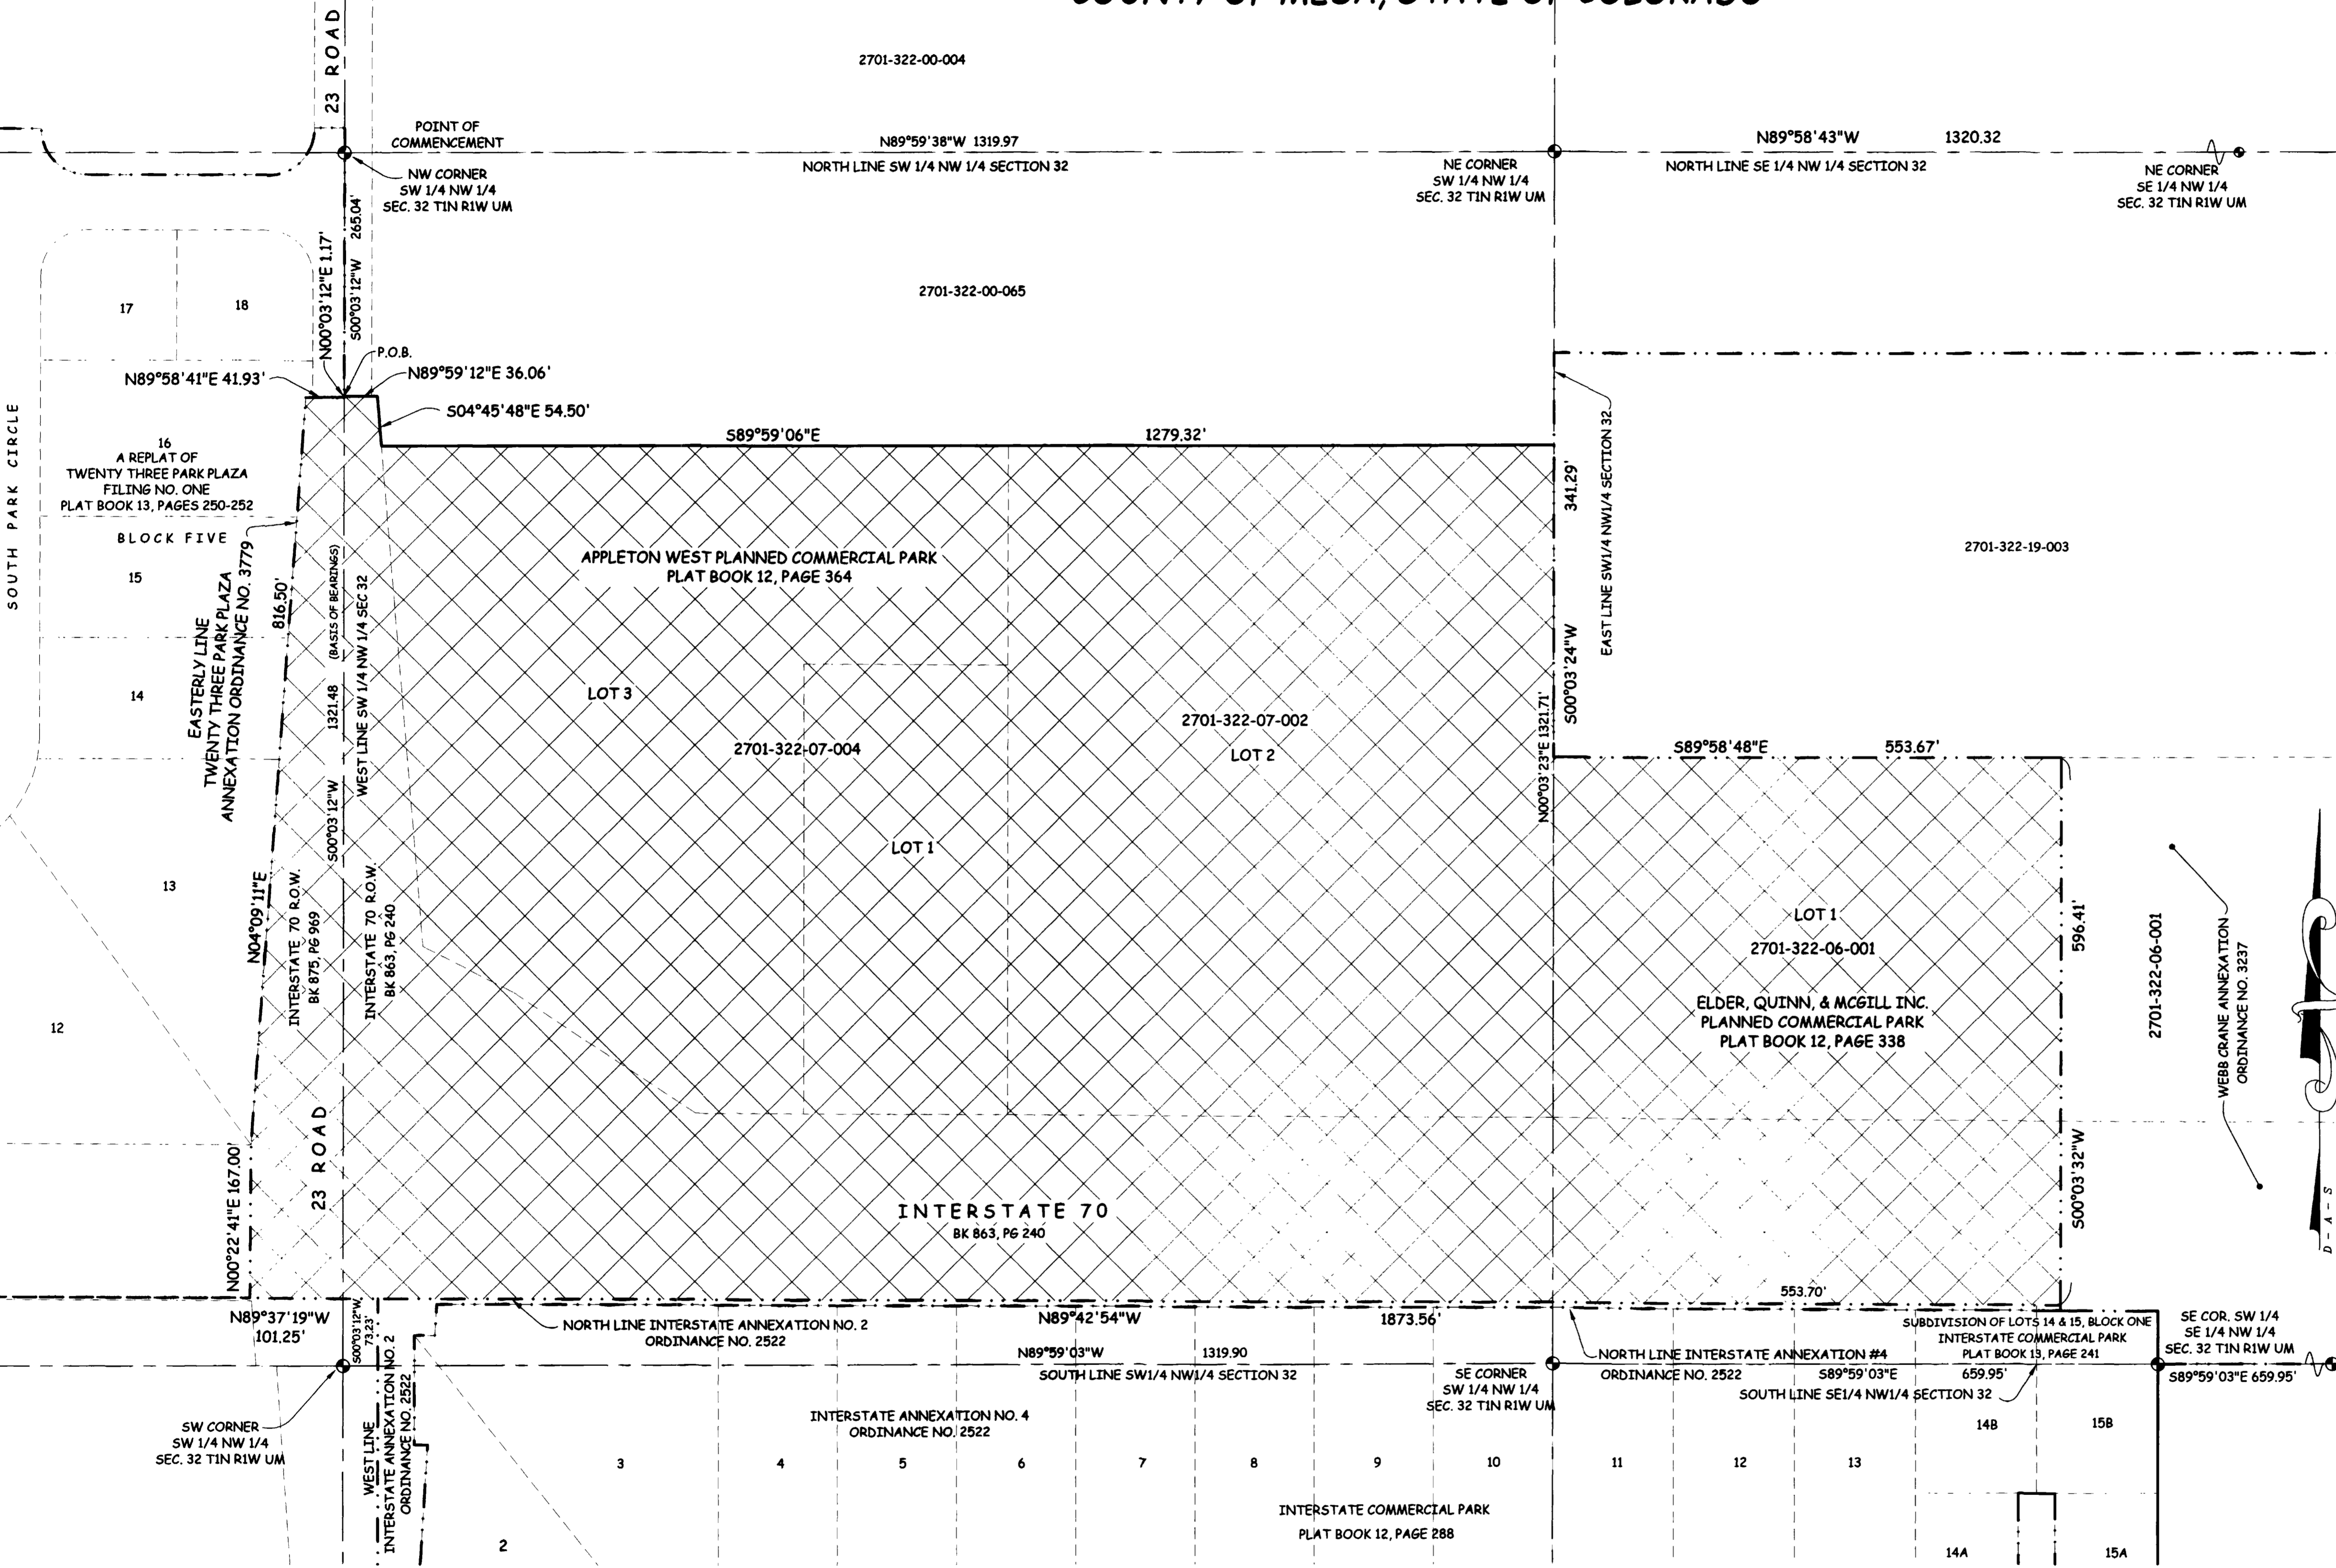 COUNTY OF MESA, STATE OF COLORADO
23 ROAD
2701-322-00-004
POINT OF
COMMENCEMENT
N89°59'38"W 1319.97
NORTH LINE SW 1/4 NW 1/4 SECTION 32
N89°58'43"W 1320.32
NORTH LINE SE 1/4 NW 1/4 SECTION 32
NW CORNER
SW 1/4 NW 1/4
SEC. 32 T1N R1W UM
NE CORNER
SW 1/4 NW 1/4
SEC. 32 T1N R1W UM
NE CORNER
SE 1/4 NW 1/4
SEC. 32 T1N R1W UM
N00°03'12"E 1.17'
S00°03'12"W 265.04'
2701-322-00-065
17
18
P.O.B.
N89°58'41"E 41.93'
N89°59'12"E 36.06'
S04°45'48"E 54.50'
S89°59'06"E 1279.32'
SOUTH PARK CIRCLE
16
A REPLAT OF
TWENTY THREE PARK PLAZA
FILING NO. ONE
PLAT BOOK 13, PAGES 250-252
BLOCK FIVE
15
14
13
12
EASTERLY LINE
TWENTY THREE PARK PLAZA
ANNEXATION ORDINANCE NO. 3779
N04°09'11"E 816.50'
S00°03'12"W 1321.48 (BASIS OF BEARINGS)
WEST LINE SW 1/4 NW 1/4 SEC 32
APPLETON WEST PLANNED COMMERCIAL PARK
PLAT BOOK 12, PAGE 364
LOT 3
2701-322-07-004
LOT 1
2701-322-07-002
LOT 2
S00°03'24"W 341.29'
N00°03'23"E 1321.71'
EAST LINE SW1/4 NW1/4 SECTION 32
2701-322-19-003
S89°58'48"E 553.67'
LOT 1
2701-322-06-001
ELDER, QUINN, & MCGILL INC.
PLANNED COMMERCIAL PARK
PLAT BOOK 12, PAGE 338
S00°03'32"W 596.41'
2701-322-06-001
WEBB CRANE ANNEXATION
ORDINANCE NO. 3237
D-A-S
INTERSTATE 70 R.O.W.
BK 875, PG 969
INTERSTATE 70 R.O.W.
BK 863, PG 240
23 ROAD
N00°22'41"E 167.00'
INTERSTATE 70
BK 863, PG 240
553.70'
N89°37'19"W
101.25'
S00°03'12"W
73.23'
NORTH LINE INTERSTATE ANNEXATION NO. 2
ORDINANCE NO. 2522
N89°42'54"W 1873.56'
N89°59'03"W 1319.90
SOUTH LINE SW1/4 NW1/4 SECTION 32
NORTH LINE INTERSTATE ANNEXATION #4
ORDINANCE NO. 2522
S89°59'03"E 659.95'
SOUTH LINE SE1/4 NW1/4 SECTION 32
SUBDIVISION OF LOTS 14 & 15, BLOCK ONE
INTERSTATE COMMERCIAL PARK
PLAT BOOK 13, PAGE 241
SE COR. SW 1/4
SE 1/4 NW 1/4
SEC. 32 T1N R1W UM
S89°59'03"E 659.95'
SE CORNER
SW 1/4 NW 1/4
SEC. 32 T1N R1W UM
SW CORNER
SW 1/4 NW 1/4
SEC. 32 T1N R1W UM
WEST LINE
INTERSTATE ANNEXATION NO. 2
ORDINANCE NO. 2522
INTERSTATE ANNEXATION NO. 4
ORDINANCE NO. 2522
2
3
4
5
6
7
8
9
10
11
12
13
14B
15B
14A
15A
INTERSTATE COMMERCIAL PARK
PLAT BOOK 12, PAGE 288